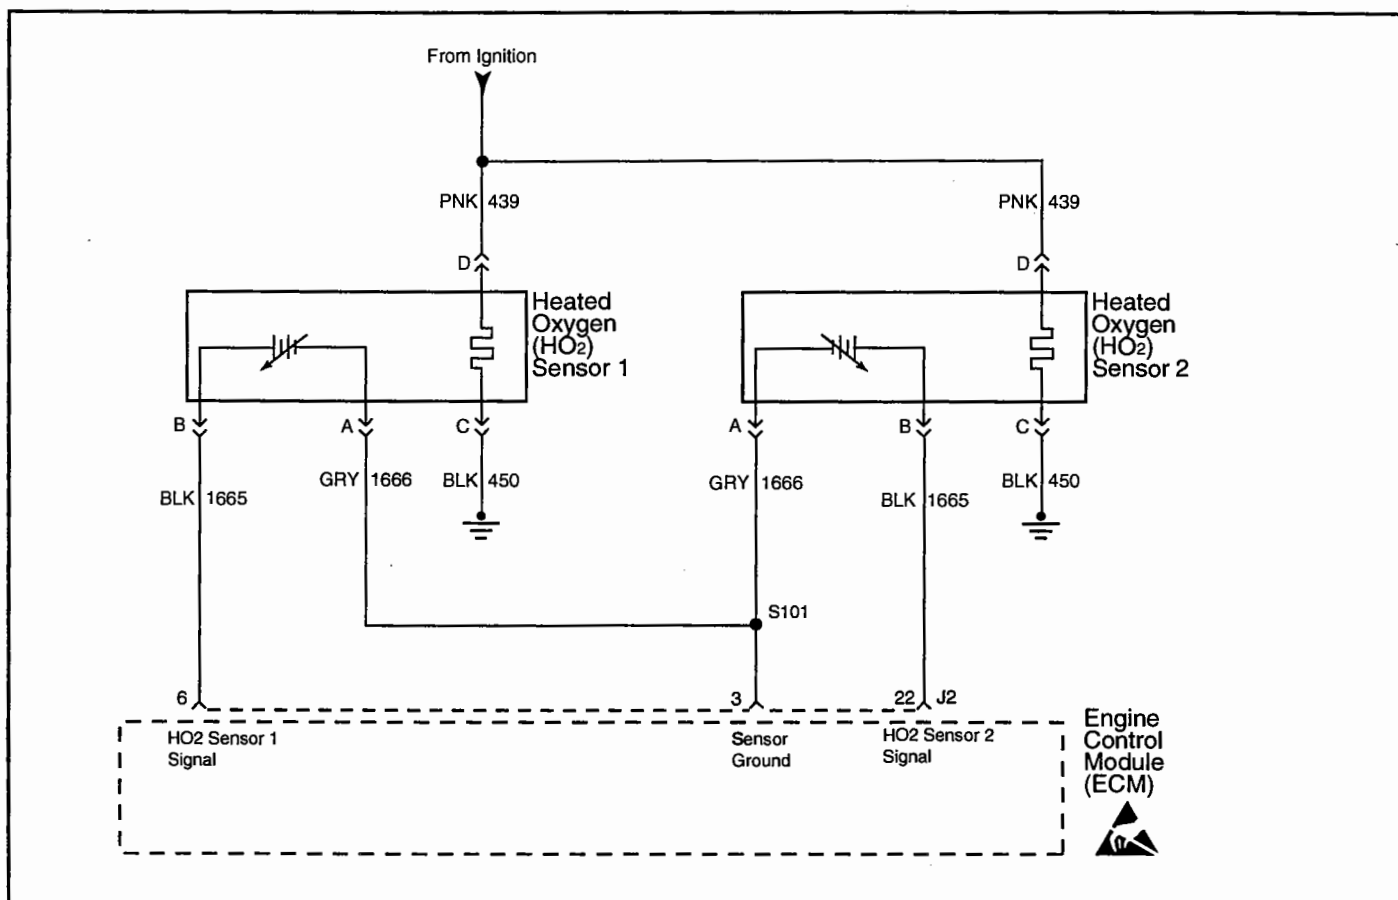 From Ignition
PNK 439
PNK 439
D
D
Heated
Oxygen
(HO₂)
Sensor 1
Heated
Oxygen
(HO₂)
Sensor 2
B
A
C
A
B
C
BLK 1665
GRY 1666
BLK 450
GRY 1666
BLK 1665
BLK 450
S101
6
3
22
J2
HO2 Sensor 1
Signal
Sensor
Ground
HO2 Sensor 2
Signal
Engine
Control
Module
(ECM)